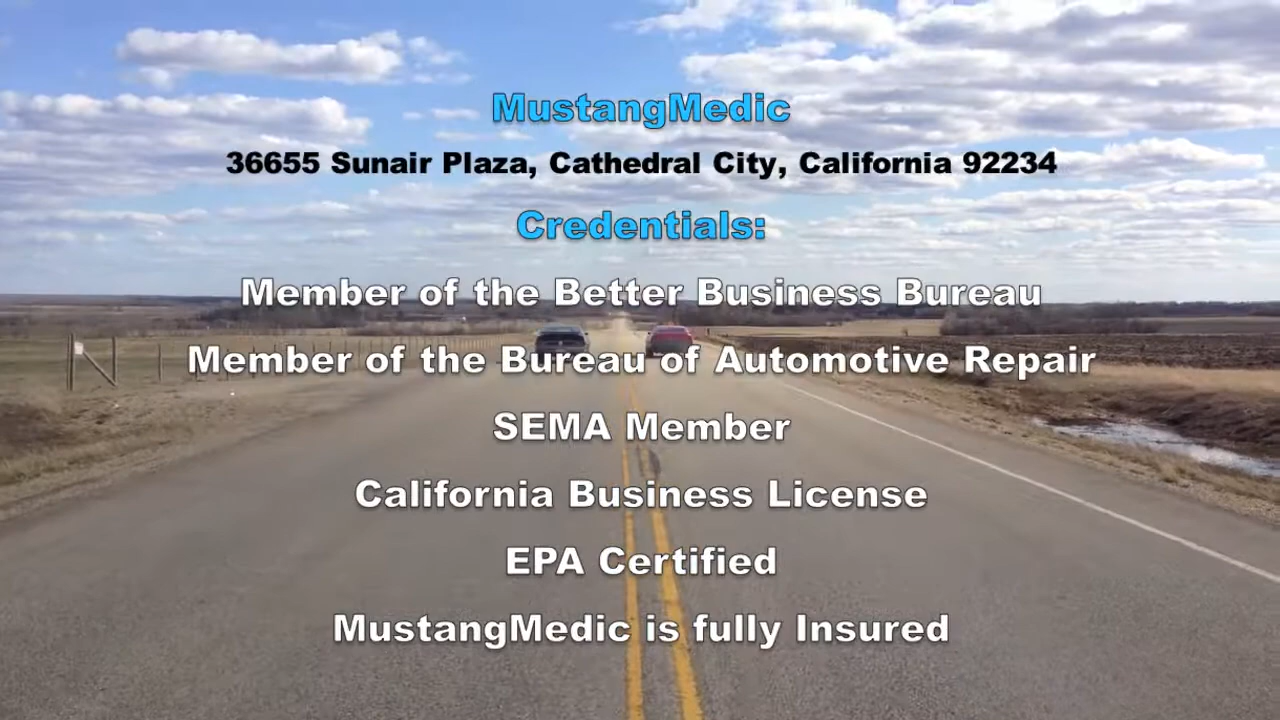 MustangMedic
36655 Sunair Plaza, Cathedral City, California 92234
Credentials:
Member of the Better Business Bureau
Member of the Bureau of Automotive Repair
SEMA Member
California Business License
EPA Certified
MustangMedic is fully Insured